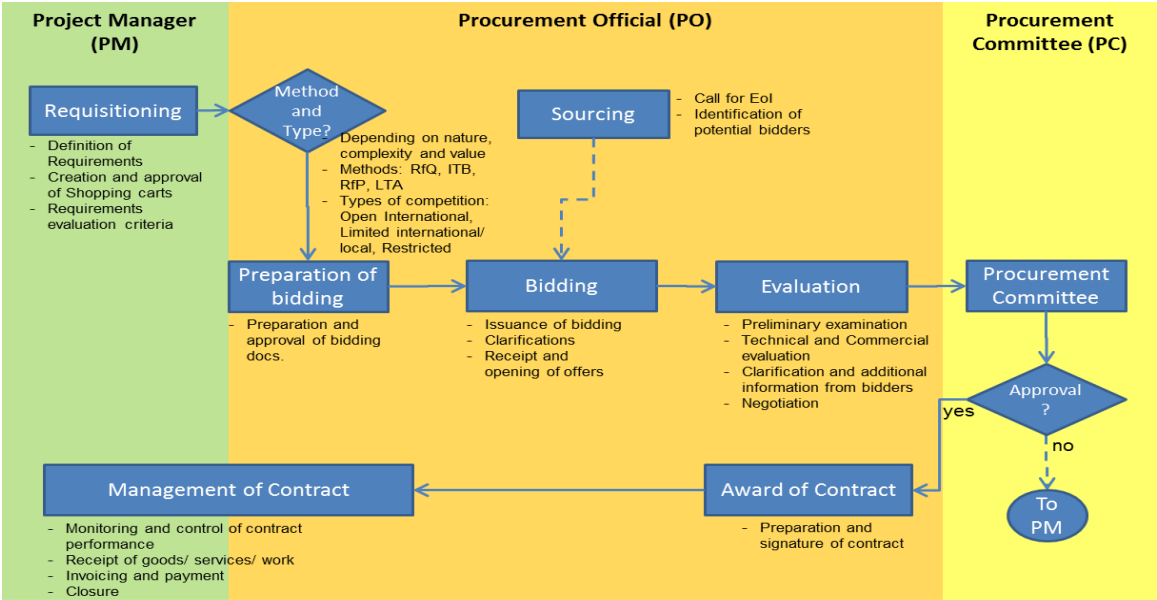 Project Manager
(PM)
Procurement Official (PO)
Procurement
Committee (PC)
Requisitioning
- Definition of
Requirements
- Creation and approval
of Shopping carts
- Requirements
evaluation criteria
Method
and
Type?
- Depending on nature,
complexity and value
- Methods: RfQ, ITB,
RfP, LTA
- Types of competition:
Open International,
Limited international/
local, Restricted
Sourcing
- Call for EoI
- Identification of
potential bidders
Preparation of
bidding
- Preparation and
approval of bidding
docs.
Bidding
- Issuance of bidding
- Clarifications
- Receipt and
opening of offers
Evaluation
- Preliminary examination
- Technical and Commercial
evaluation
- Clarification and additional
information from bidders
- Negotiation
Procurement
Committee
Approval
?
yes
no
To
PM
Award of Contract
- Preparation and
signature of contract
Management of Contract
- Monitoring and control of contract
performance
- Receipt of goods/ services/ work
- Invoicing and payment
- Closure